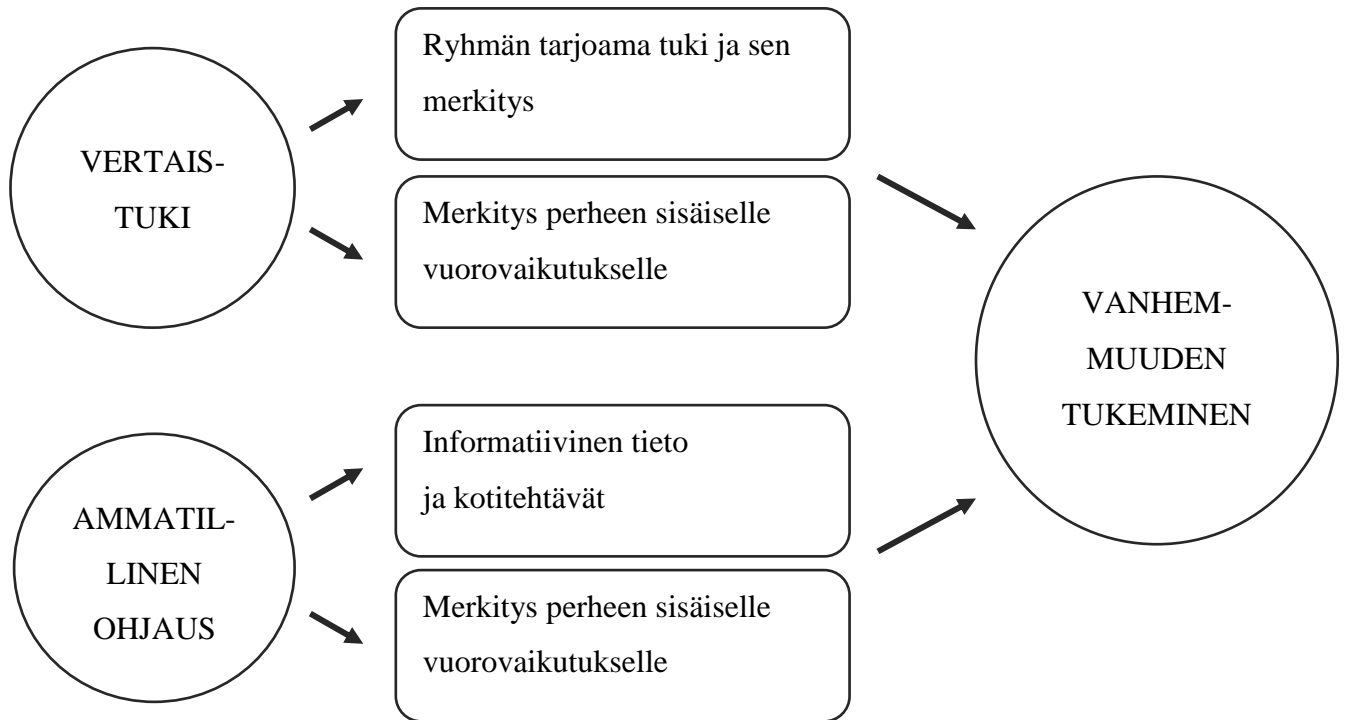 VERTAIS-
TUKI
Ryhmän tarjoama tuki ja sen
merkitys
Merkitys perheen sisäiselle
vuorovaikutukselle
AMMATIL-
LINEN
OHJAUS
Informatiivinen tieto
ja kotitehtävät
Merkitys perheen sisäiselle
vuorovaikutukselle
VANHEM-
MUUDEN
TUKEMINEN